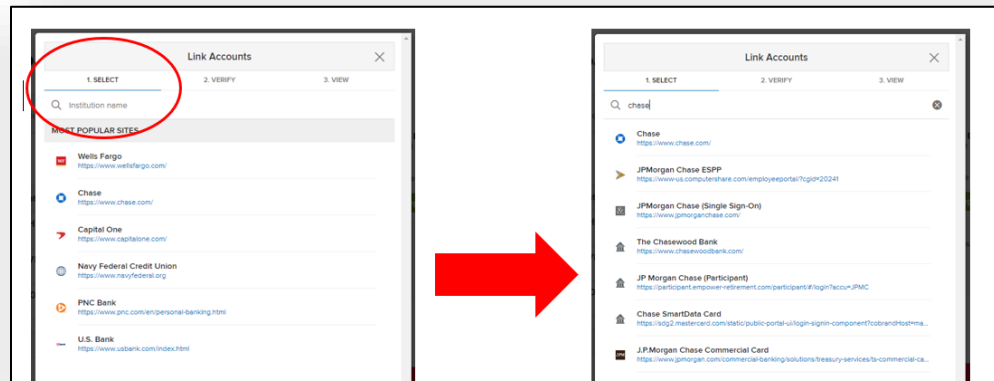 Link Accounts
1. SELECT 2. VERIFY 3. VIEW
Institution name
MOST POPULAR SITES
Wells Fargo
https://www.wellsfargo.com/
Chase
https://www.chase.com/
Capital One
https://www.capitalone.com/
Navy Federal Credit Union
https://www.navyfederal.org
PNC Bank
https://www.pnc.com/en/personal-banking.html
U.S. Bank
https://www.usbank.com/index.html
Link Accounts
1. SELECT 2. VERIFY 3. VIEW
chase
Chase
https://www.chase.com/
JPMorgan Chase ESPP
https://www-us.computershare.com/employeeportal/?cgid=20241
JPMorgan Chase (Single Sign-On)
https://www.jpmorganchase.com/
The Chasewood Bank
https://www.chasewoodbank.com/
JP Morgan Chase (Participant)
https://participant.empower-retirement.com/participant/#/login?accu=JPMC
Chase SmartData Card
https://sdg2.mastercard.com/static/public-portal-ui/login-signin-component?cobrandHost=ma...
J.P.Morgan Chase Commercial Card
https://www.jpmorgan.com/commercial-banking/solutions/treasury-services/ts-commercial-ca...